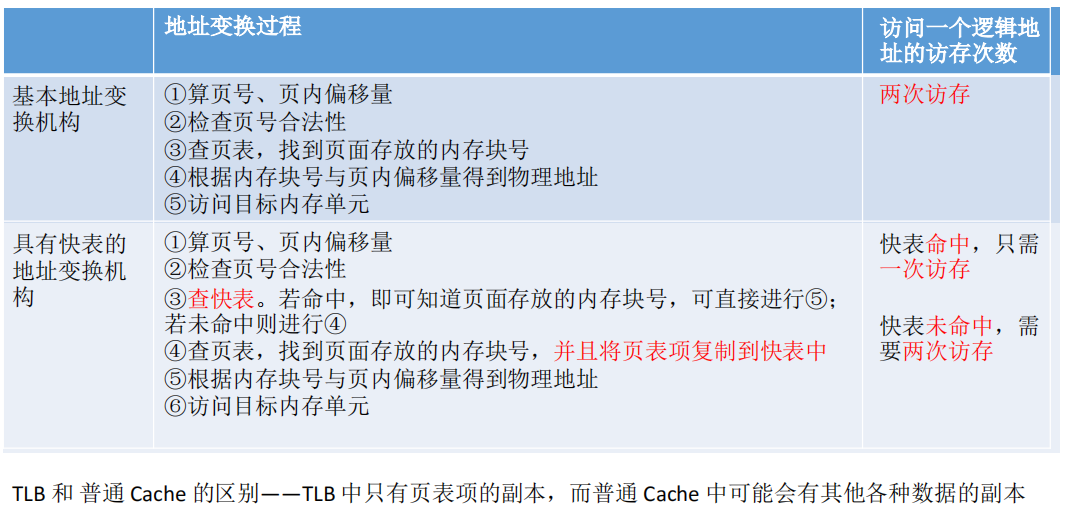 地址变换过程
访问一个逻辑地
址的访存次数
基本地址变
换机构
①算页号、页内偏移量
②检查页号合法性
③查页表，找到页面存放的内存块号
④根据内存块号与页内偏移量得到物理地址
⑤访问目标内存单元
两次访存
具有快表的
地址变换机
构
①算页号、页内偏移量
②检查页号合法性
③查快表。若命中，即可知道页面存放的内存块号，可直接进行⑤；
若未命中则进行④
④查页表，找到页面存放的内存块号，并且将页表项复制到快表中
⑤根据内存块号与页内偏移量得到物理地址
⑥访问目标内存单元
快表命中，只需
一次访存
快表未命中，需
要两次访存
TLB 和 普通 Cache 的区别——TLB 中只有页表项的副本，而普通 Cache 中可能会有其他各种数据的副本